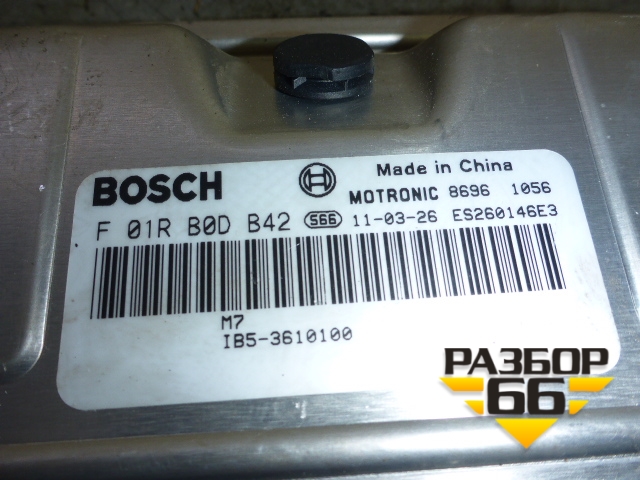 BOSCH
Made in China
MOTRONIC 8696 1056
F 01R B0D B42 S66 11-03-26 ES260146E3
M7
IB5-3610100
РАЗБОР
66